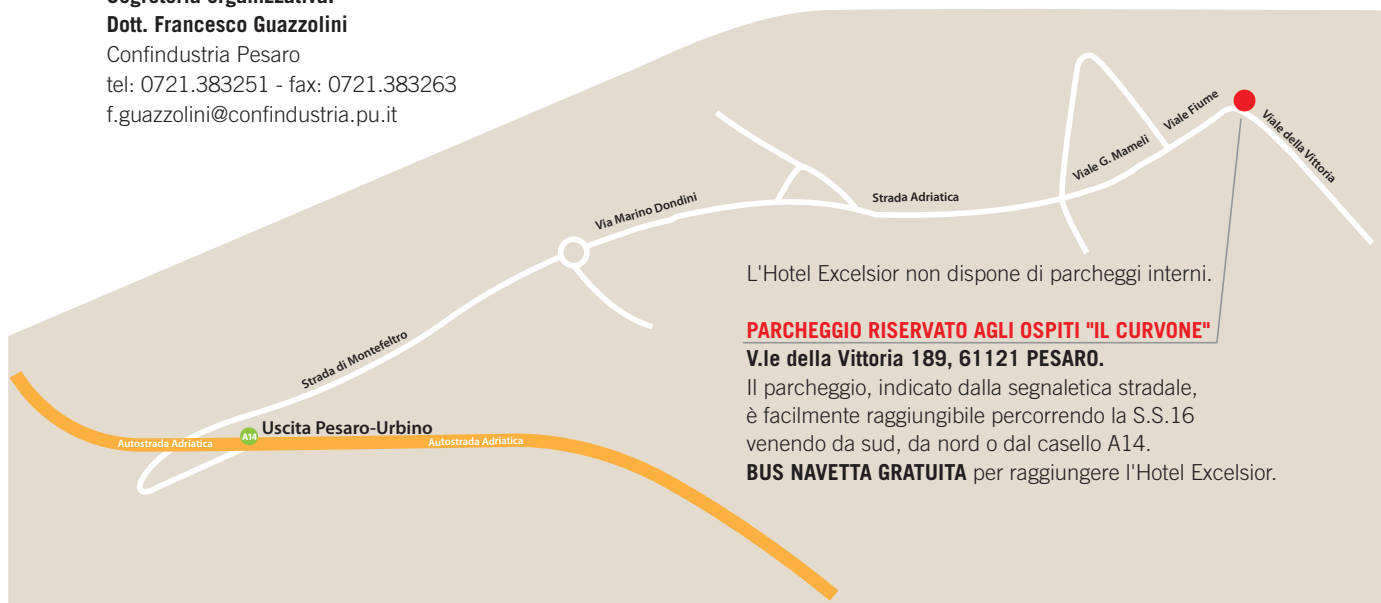 Segreteria organizzativa:
Dott. Francesco Guazzolini
Confindustria Pesaro
tel: 0721.383251 - fax: 0721.383263
f.guazzolini@confindustria.pu.it
Viale Fiume
Viale della Vittoria
Viale G. Mameli
Strada Adriatica
Via Marino Dondini
L'Hotel Excelsior non dispone di parcheggi interni.
PARCHEGGIO RISERVATO AGLI OSPITI "IL CURVONE"
V.le della Vittoria 189, 61121 PESARO.
Il parcheggio, indicato dalla segnaletica stradale,
è facilmente raggiungibile percorrendo la S.S.16
venendo da sud, da nord o dal casello A14.
BUS NAVETTA GRATUITA per raggiungere l'Hotel Excelsior.
Strada di Montefeltro
A14 Uscita Pesaro-Urbino
Autostrada Adriatica
Autostrada Adriatica